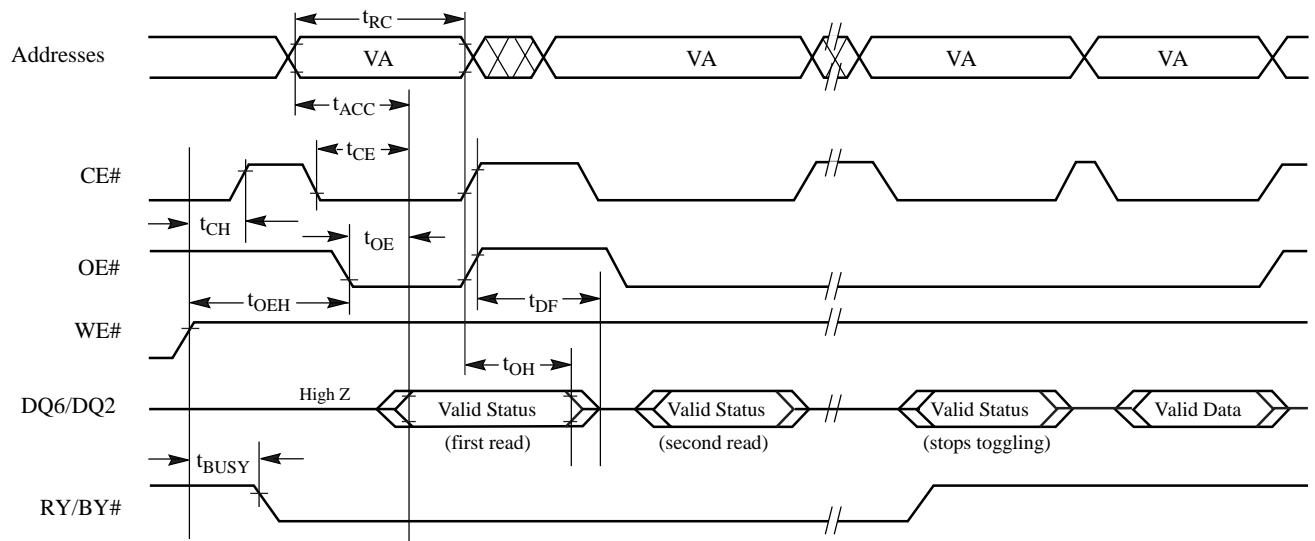 tRC
Addresses VA VA VA VA
tACC
tCE
CE#
tCH
tOE
OE#
tOEH
tDF
WE#
tOH
High Z
DQ6/DQ2 Valid Status Valid Status Valid Status Valid Data
(first read) (second read) (stops toggling)
tBUSY
RY/BY#